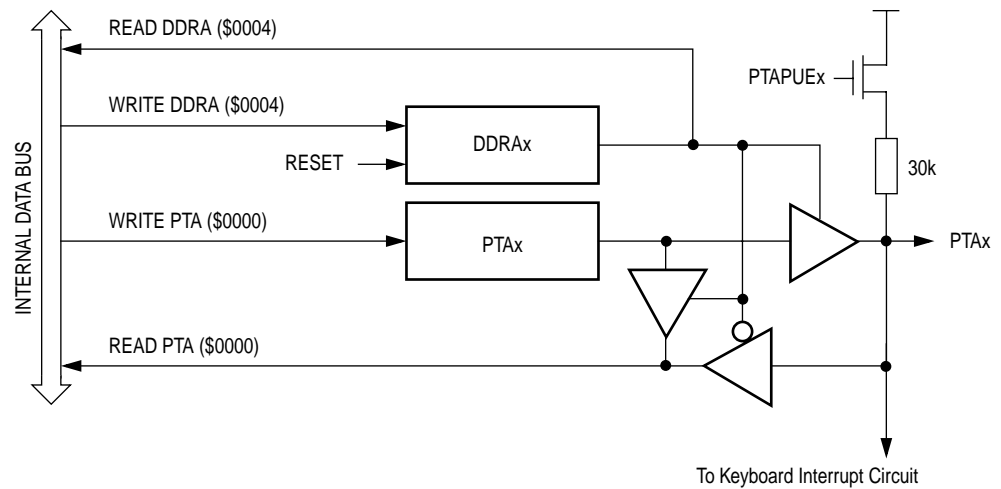 READ DDRA ($0004)
PTAPUEx
WRITE DDRA ($0004)
DDRAx
RESET
30k
INTERNAL DATA BUS
WRITE PTA ($0000)
PTAx
PTAx
READ PTA ($0000)
To Keyboard Interrupt Circuit